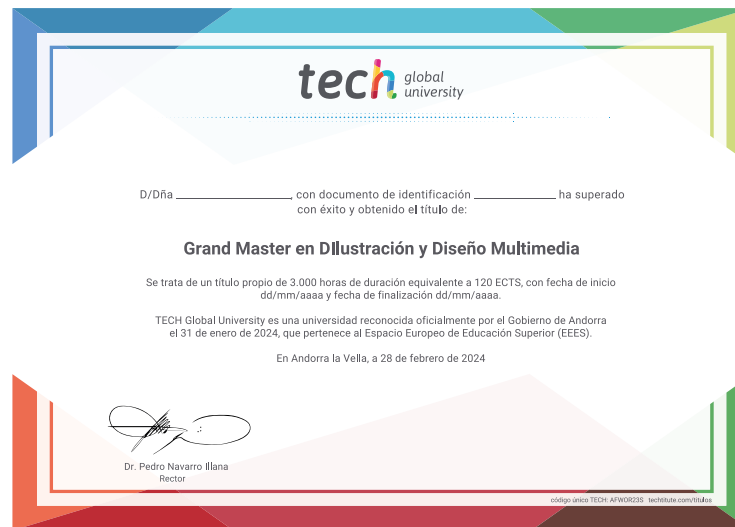 tech global university
D/Dña ____________________, con documento de identificación ______________ ha superado
con éxito y obtenido el título de:
Grand Master en DIlustración y Diseño Multimedia
Se trata de un título propio de 3.000 horas de duración equivalente a 120 ECTS, con fecha de inicio
dd/mm/aaaa y fecha de finalización dd/mm/aaaa.
TECH Global University es una universidad reconocida oficialmente por el Gobierno de Andorra
el 31 de enero de 2024, que pertenece al Espacio Europeo de Educación Superior (EEES).
En Andorra la Vella, a 28 de febrero de 2024
Dr. Pedro Navarro Illana
Rector
código único TECH: AFWOR23S techtitute.com/titulos